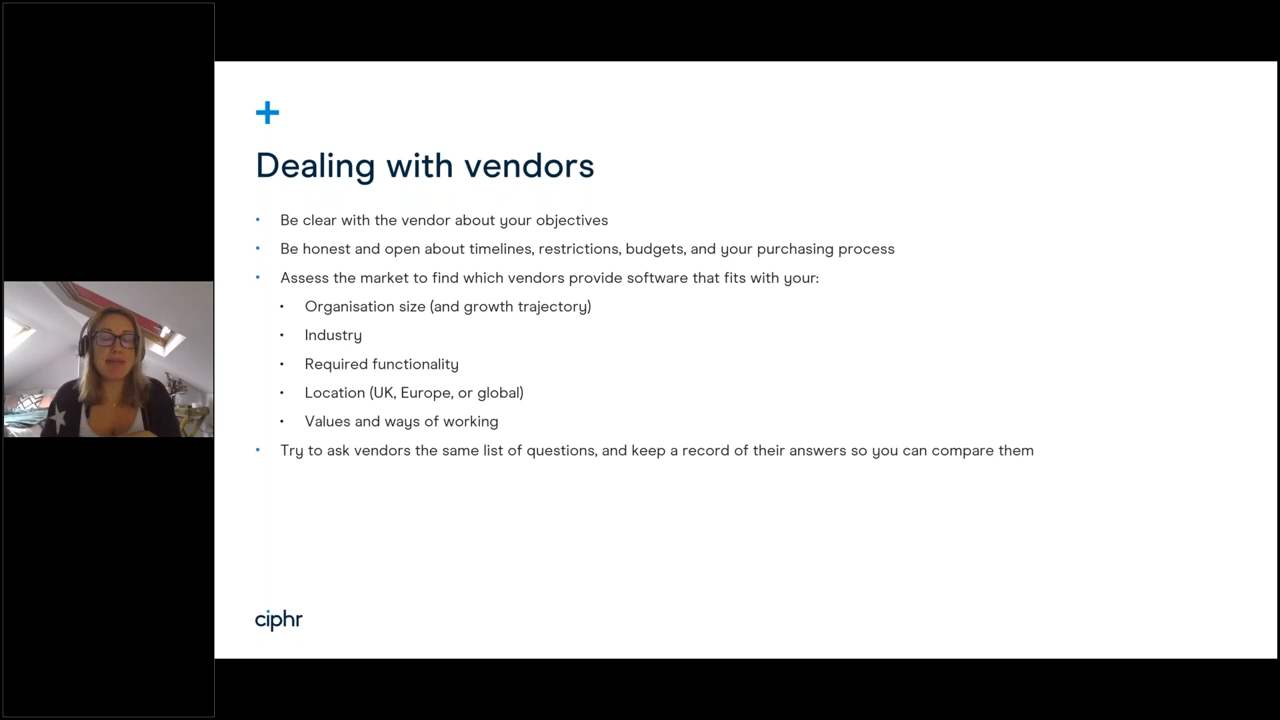 Dealing with vendors
Be clear with the vendor about your objectives
Be honest and open about timelines, restrictions, budgets, and your purchasing process
Assess the market to find which vendors provide software that fits with your:
Organisation size (and growth trajectory)
Industry
Required functionality
Location (UK, Europe, or global)
Values and ways of working
Try to ask vendors the same list of questions, and keep a record of their answers so you can compare them
ciphr